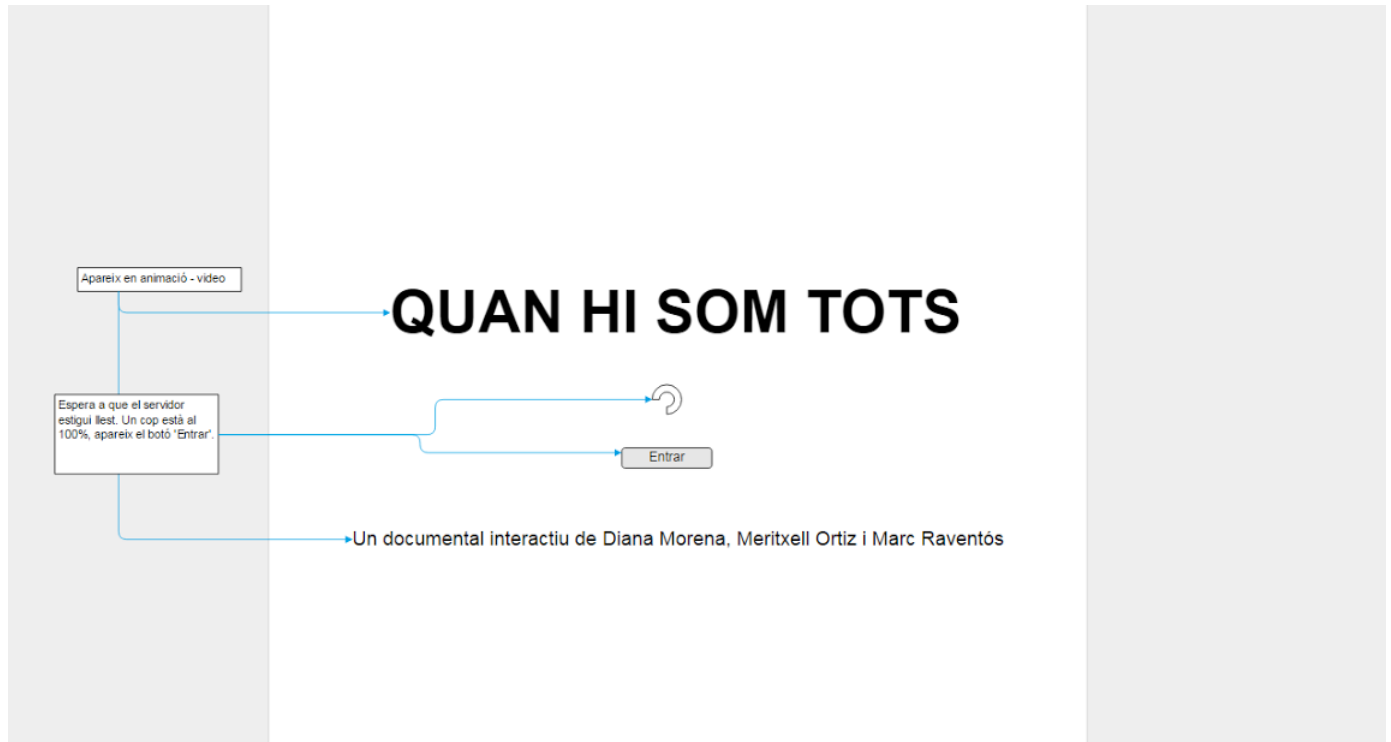 Apareix en animació - video
QUAN HI SOM TOTS
Espera a que el servidor
estigui llest. Un cop està al
100%, apareix el botó "Entrar".
Entrar
Un documental interactiu de Diana Morena, Meritxell Ortiz i Marc Raventós